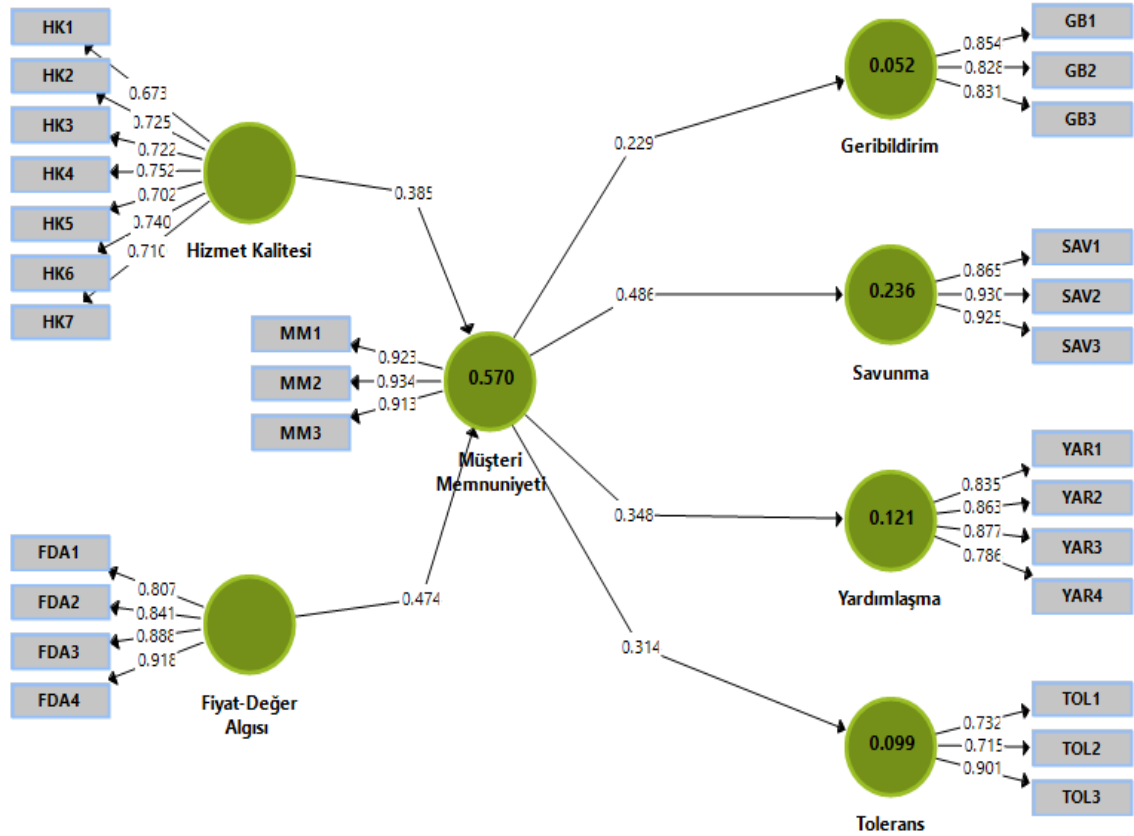 HK1
HK2
HK3
HK4
HK5
HK6
HK7
0.673
0.725
0.722
0.752
0.702
0.740
0.710
Hizmet Kalitesi
0.385
MM1
MM2
MM3
0.923
0.934
0.913
0.570
Müşteri
Memnuniyeti
FDA1
FDA2
FDA3
FDA4
0.807
0.841
0.888
0.918
Fiyat-Değer
Algısı
0.474
0.229
0.486
0.348
0.314
0.052
Geribildirim
0.854
0.828
0.831
GB1
GB2
GB3
0.236
Savunma
0.865
0.930
0.925
SAV1
SAV2
SAV3
0.121
Yardımlaşma
0.835
0.863
0.877
0.786
YAR1
YAR2
YAR3
YAR4
0.099
Tolerans
0.732
0.715
0.901
TOL1
TOL2
TOL3